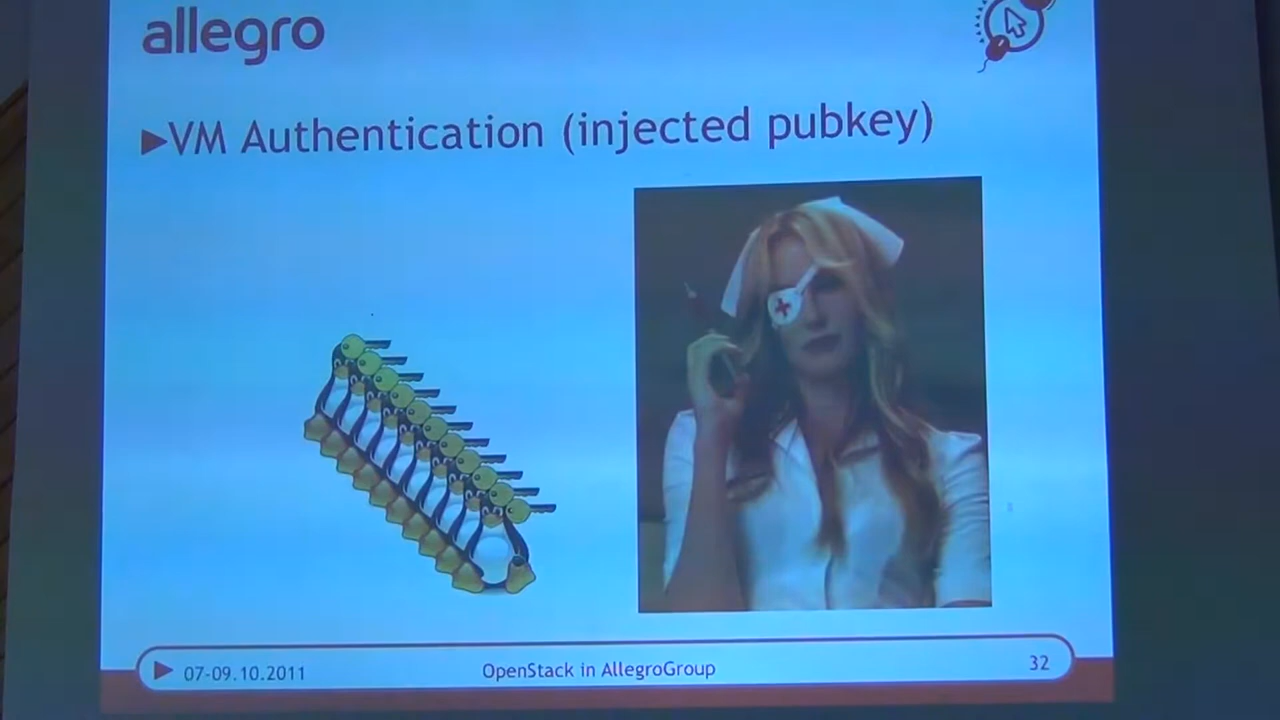 allegro
►VM Authentication (injected pubkey)
07-09.10.2011
OpenStack in AllegroGroup
32